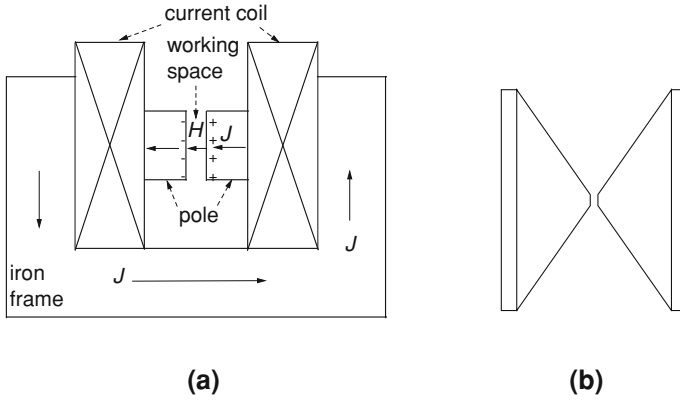 current coil
working
space
H
J
- +
- +
- +
- +
pole
J
iron
frame
J
(a)
(b)